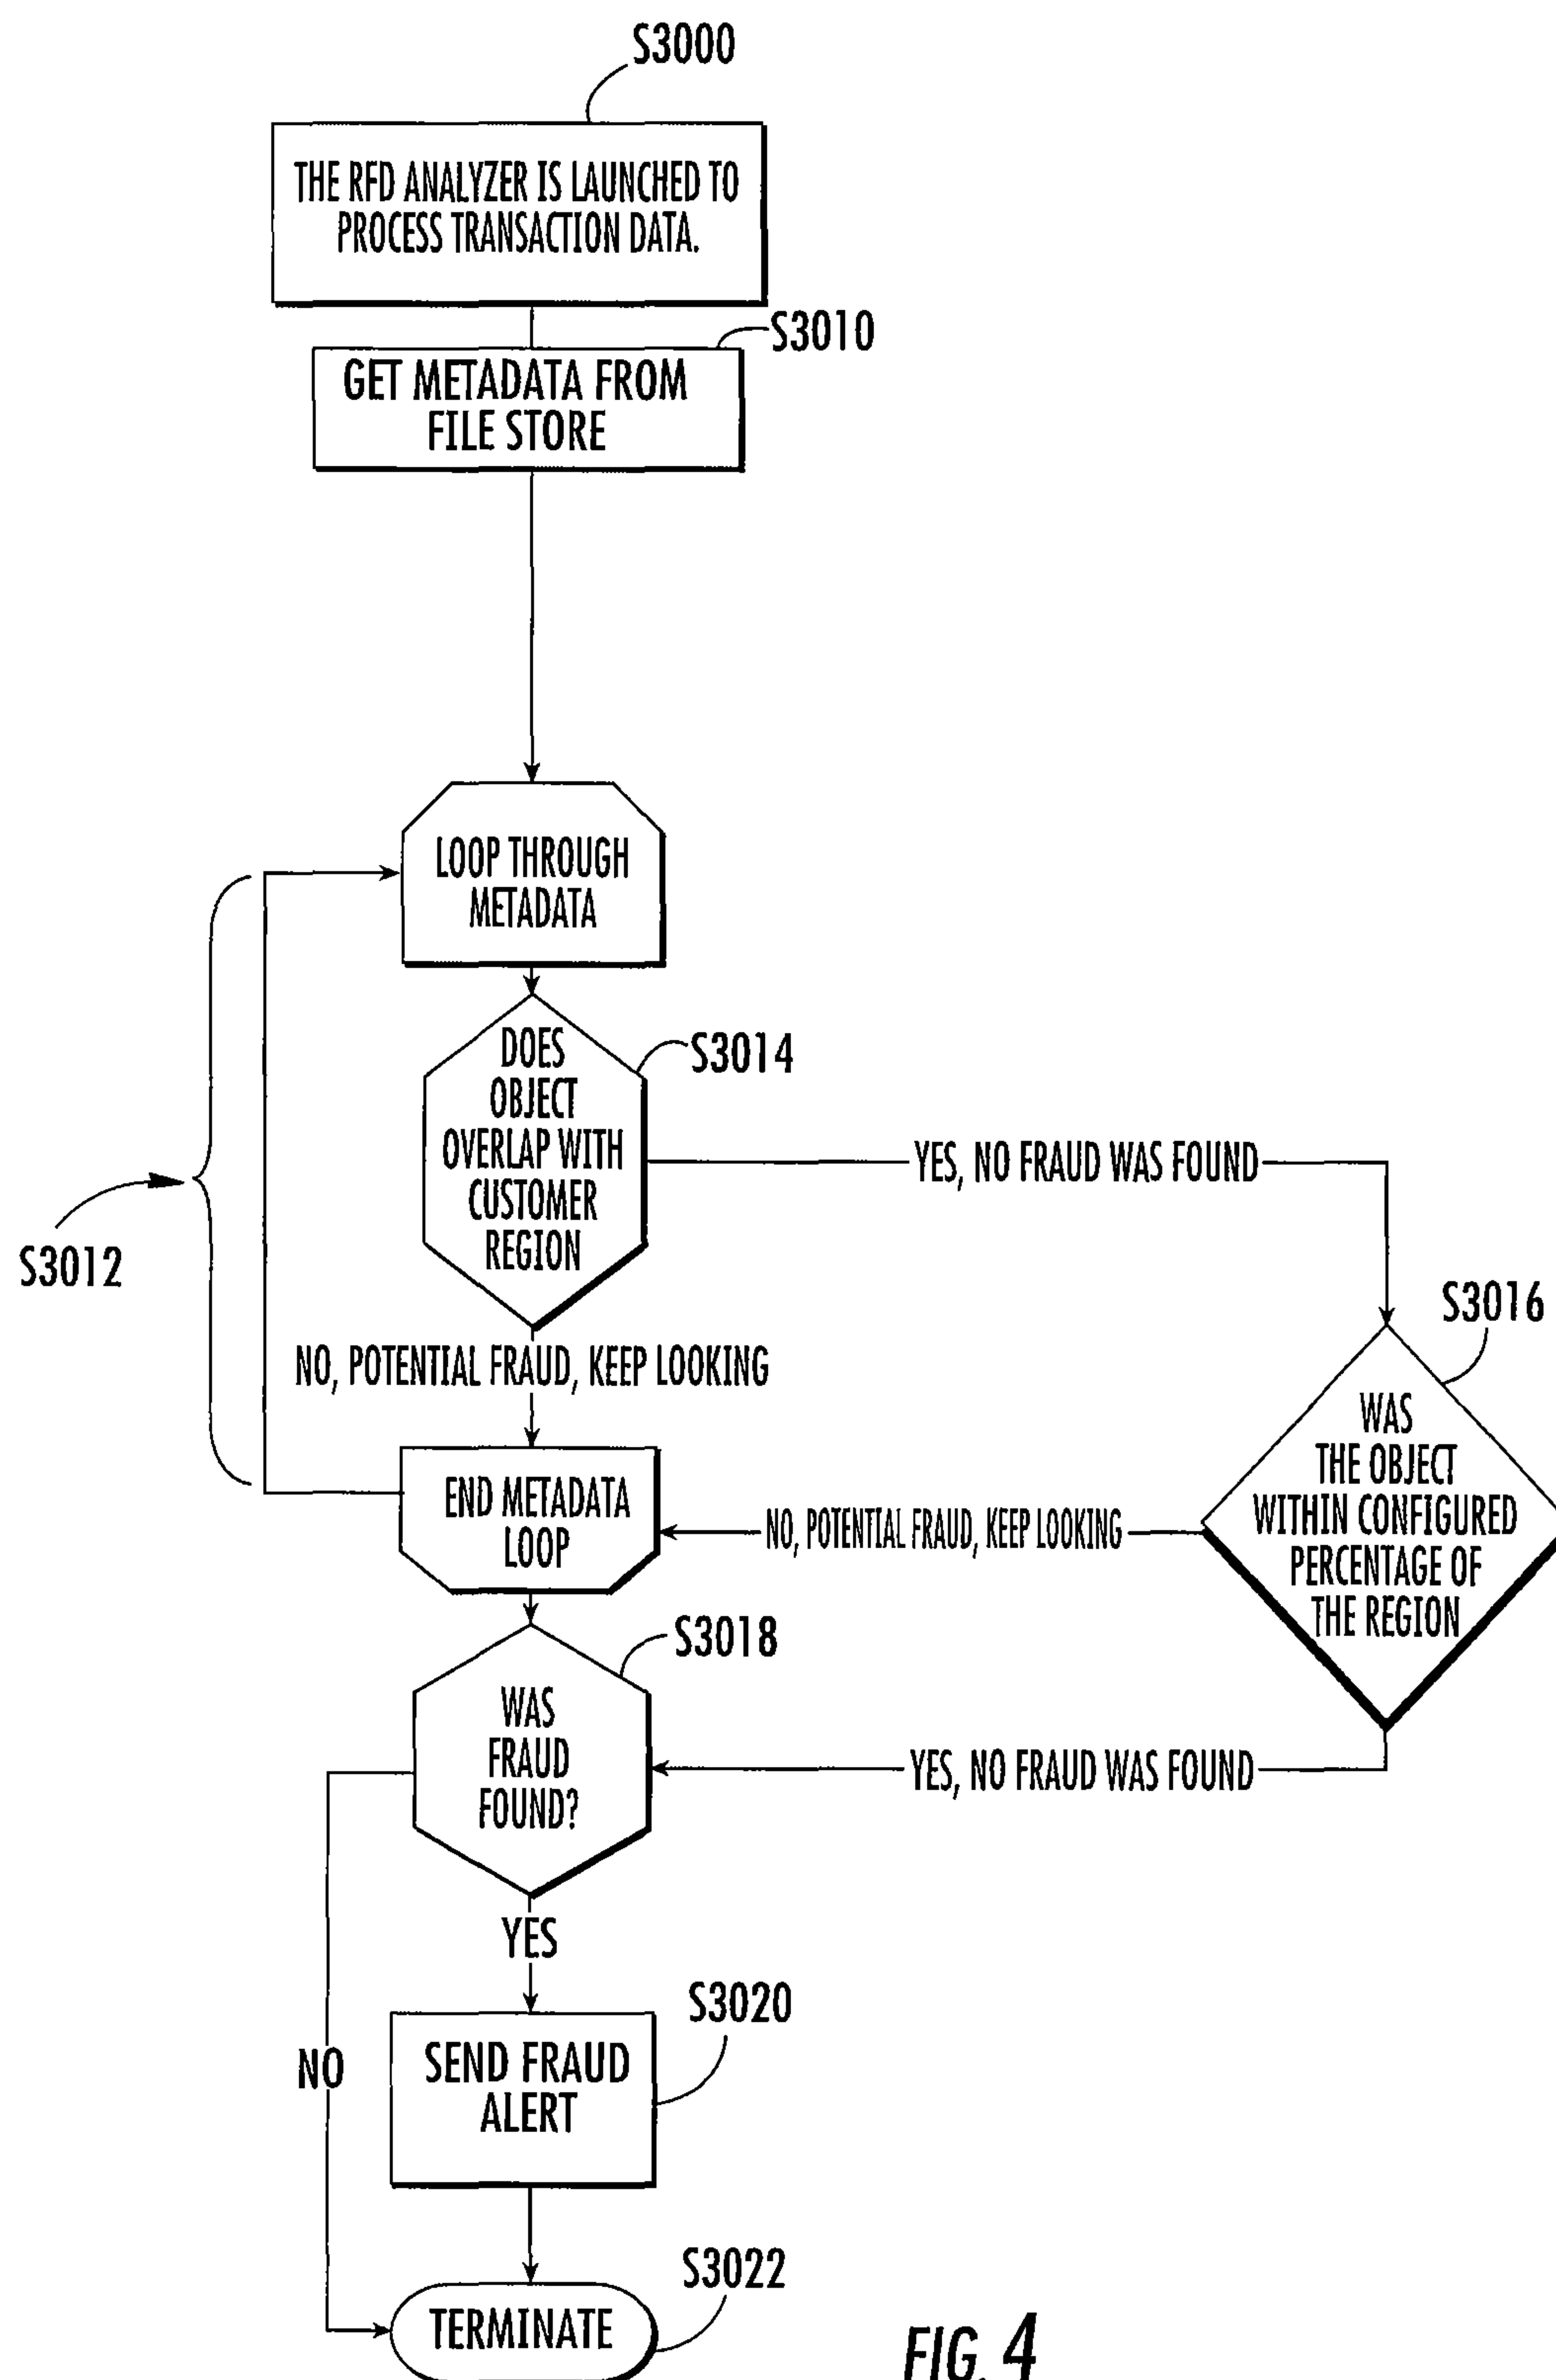 S3000
THE RFD ANALYZER IS LAUNCHED TO
PROCESS TRANSACTION DATA.
S3010
GET METADATA FROM
FILE STORE
LOOP THROUGH
METADATA
S3014
DOES
OBJECT
OVERLAP WITH
CUSTOMER
REGION
YES, NO FRAUD WAS FOUND
S3012
S3016
NO, POTENTIAL FRAUD, KEEP LOOKING
WAS
THE OBJECT
WITHIN CONFIGURED
PERCENTAGE OF
THE REGION
END METADATA
LOOP
NO, POTENTIAL FRAUD, KEEP LOOKING
S3018
WAS
FRAUD
FOUND?
YES, NO FRAUD WAS FOUND
YES
S3020
SEND FRAUD
ALERT
NO
S3022
TERMINATE
FIG. 4